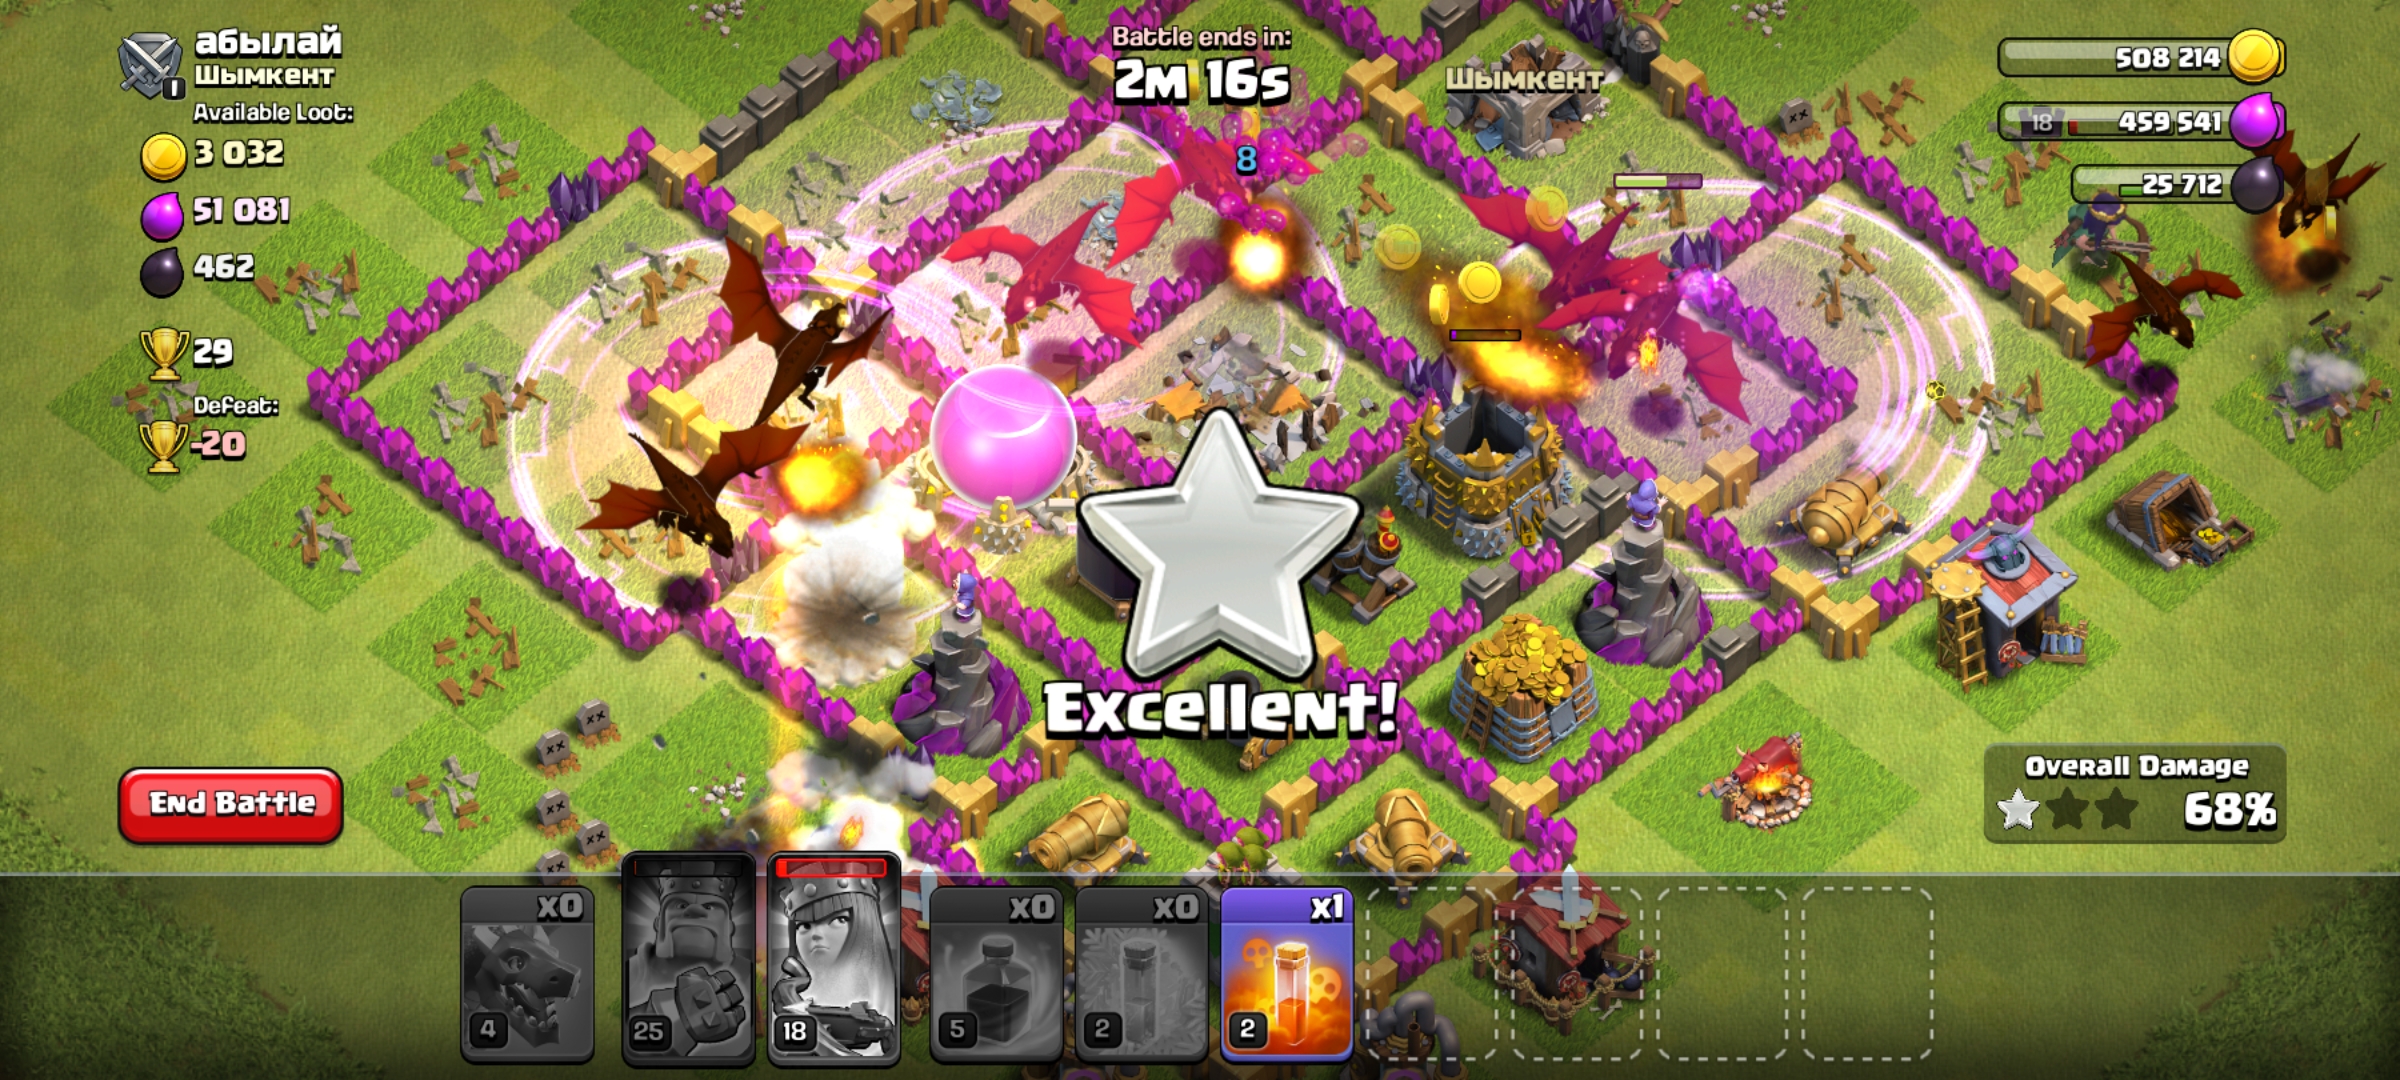 абылай
Шымкент
I
Available Loot:
3 032
51 081
462
29
Defeat:
-20
Battle ends in:
2m 16s
8
Шымкент
508 214
18
459 541
25 712
Excellent!
End Battle
Overall Damage
68%
x0
4
25
18
x0
5
x0
2
x1
2